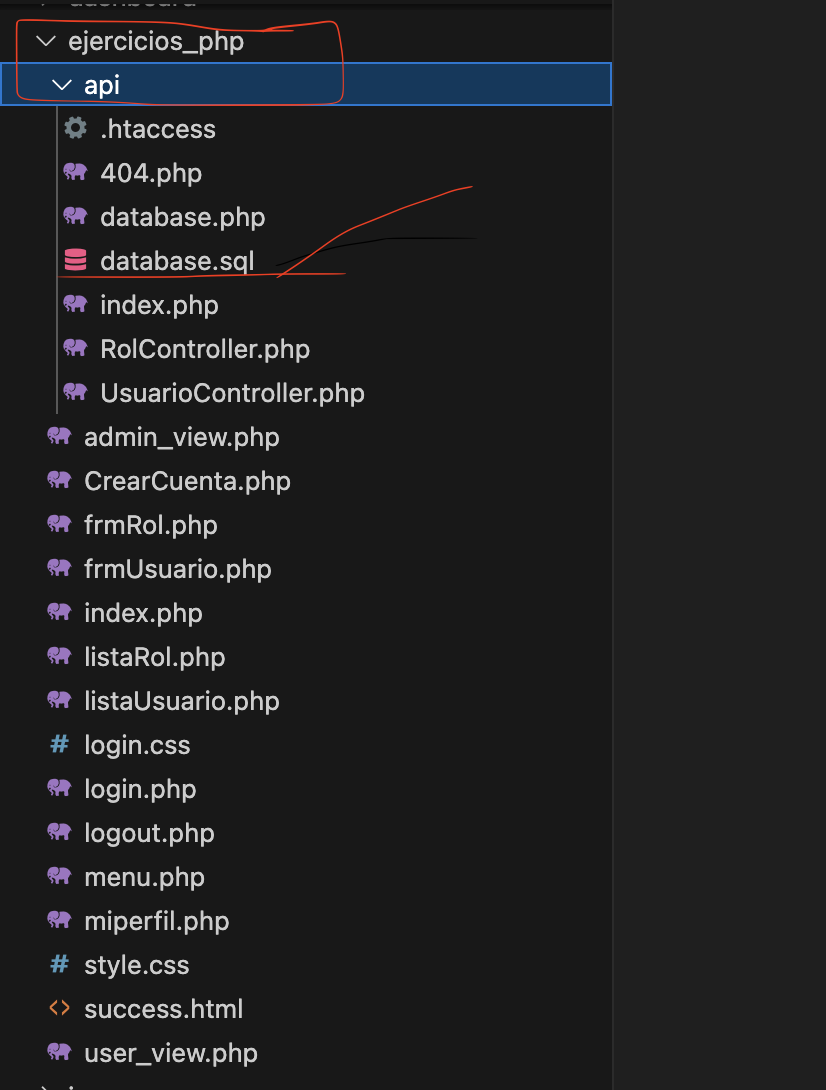 dashboard
ejercicios_php
api
.htaccess
404.php
database.php
database.sql
index.php
RolController.php
UsuarioController.php
admin_view.php
CrearCuenta.php
frmRol.php
frmUsuario.php
index.php
listaRol.php
listaUsuario.php
login.css
login.php
logout.php
menu.php
miperfil.php
style.css
success.html
user_view.php